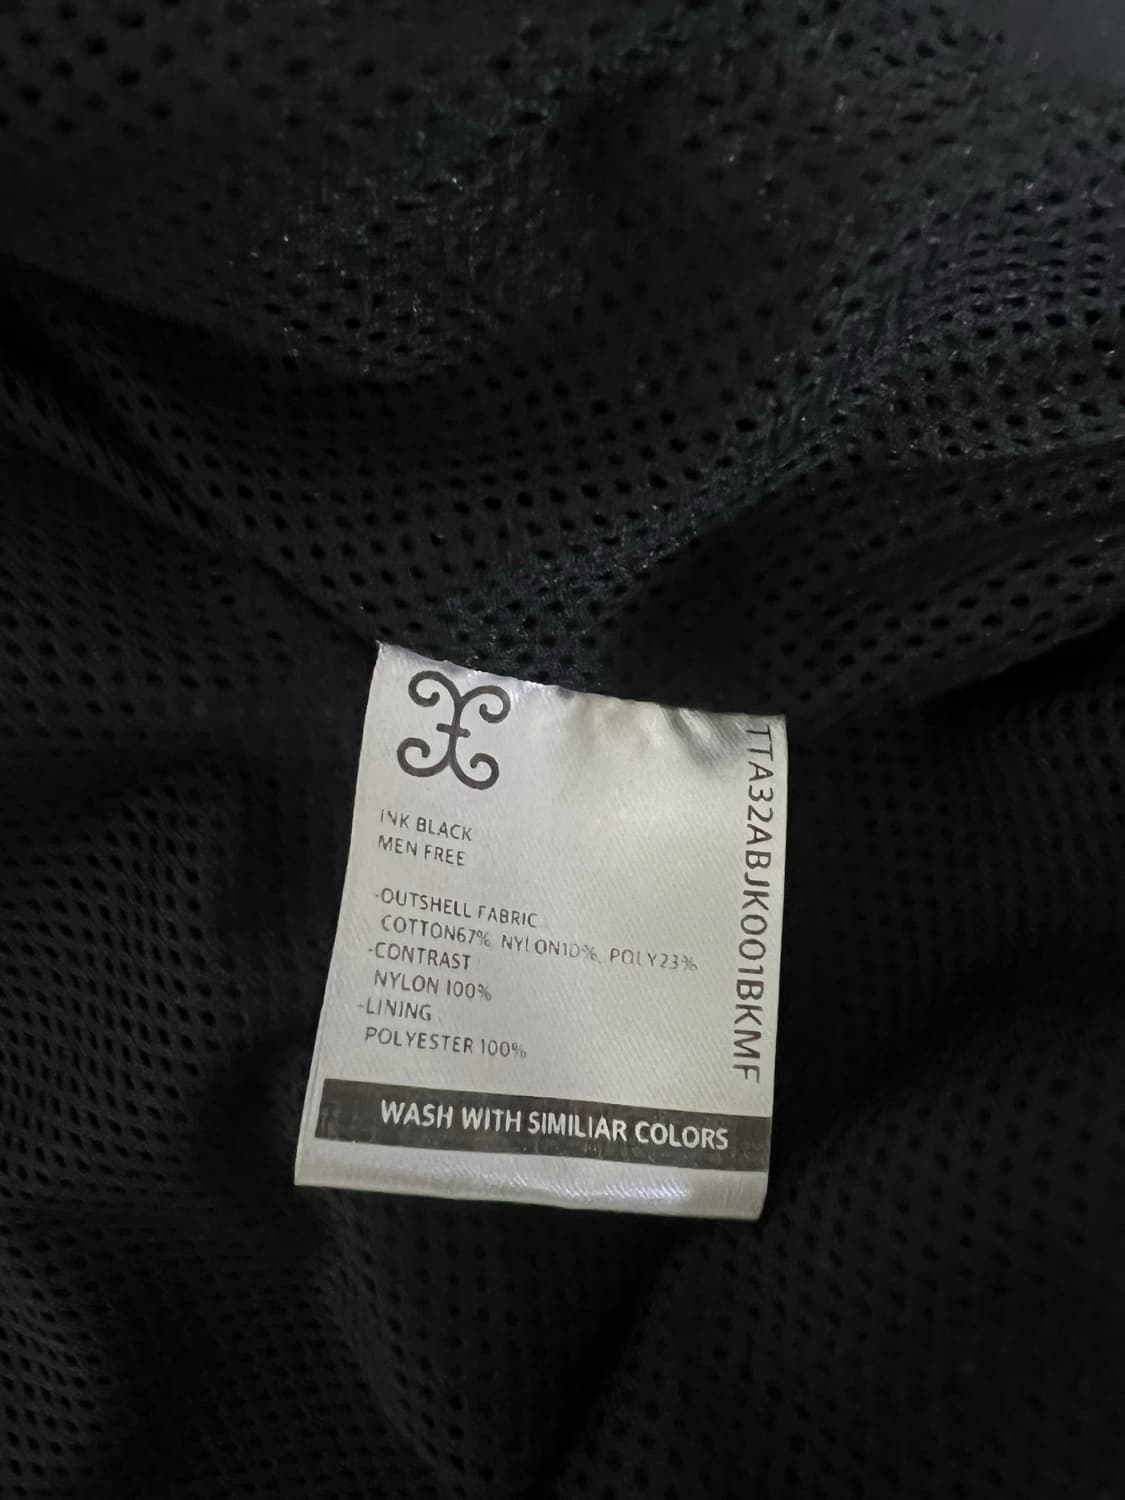 INK BLACK
MEN FREE
-OUTSHELL FABRIC
COTTON67%, NYLON10%, POLY23%
-CONTRAST
NYLON 100%
-LINING
POLYESTER 100%
WASH WITH SIMILIAR COLORS
TTA32ABJK001BKMF